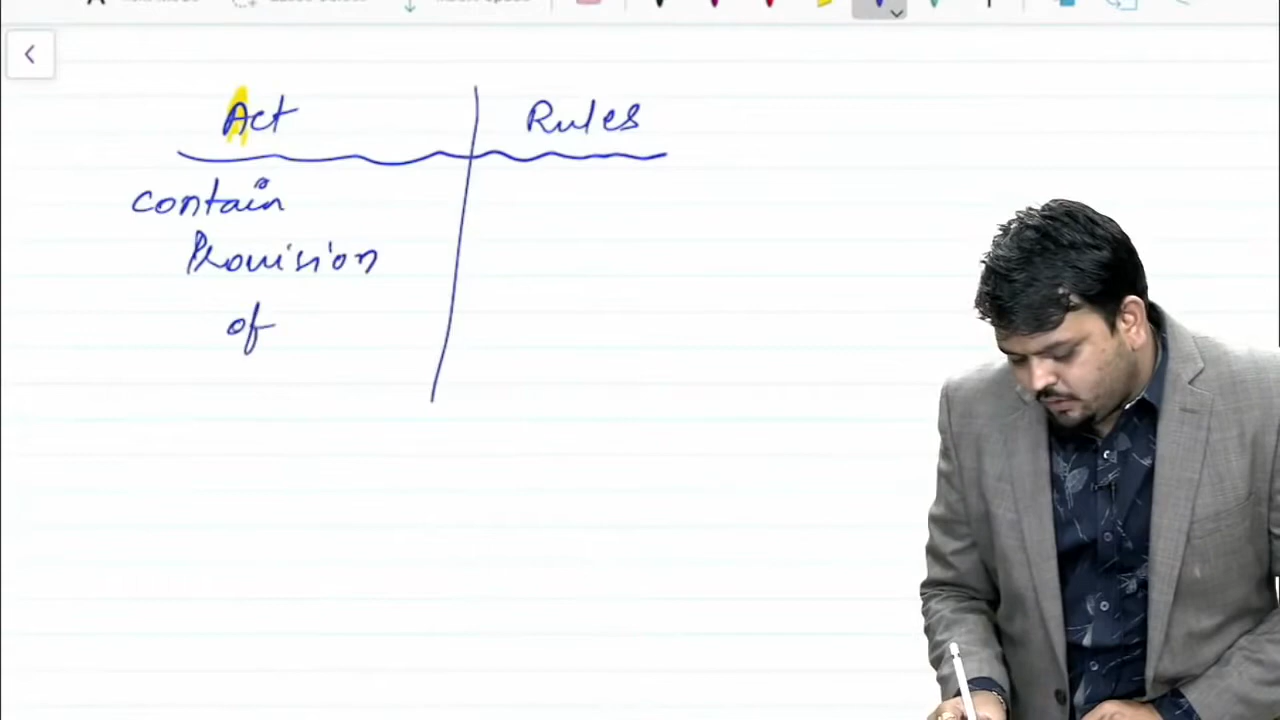 Act
Rules
contain
Provision
of